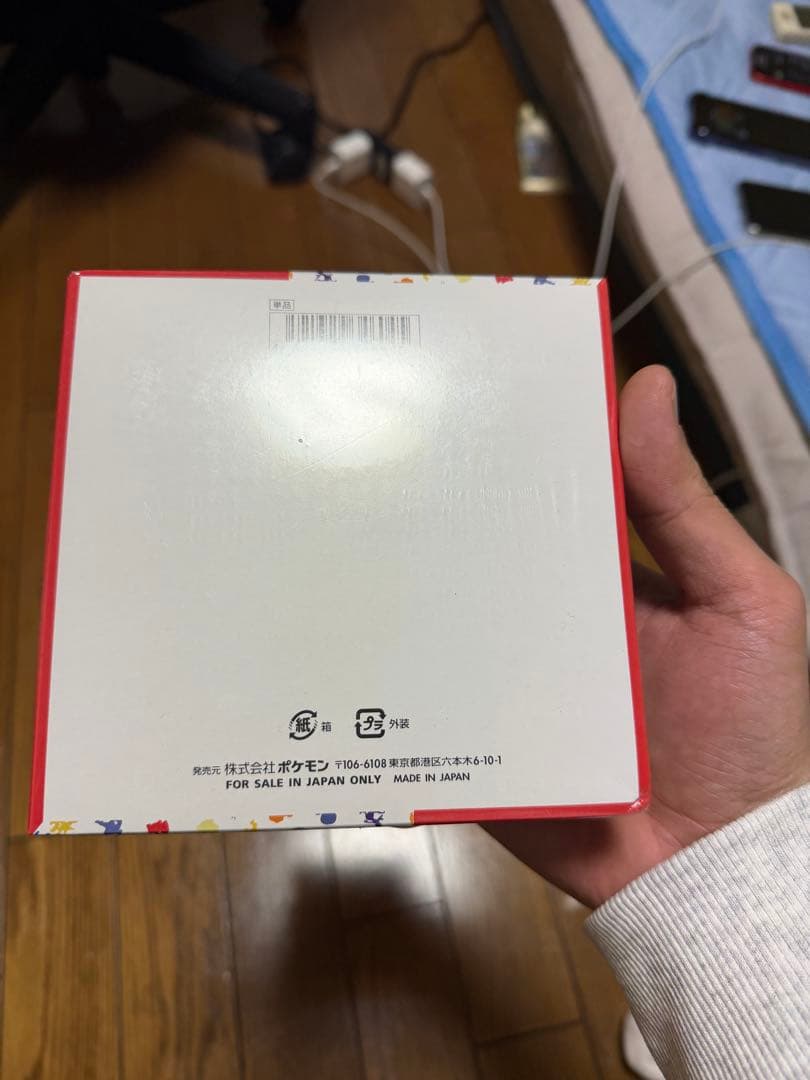 単品
紙 箱 プラ 外装
発売元 株式会社ポケモン 〒106-6108 東京都港区六本木6-10-1
FOR SALE IN JAPAN ONLY MADE IN JAPAN